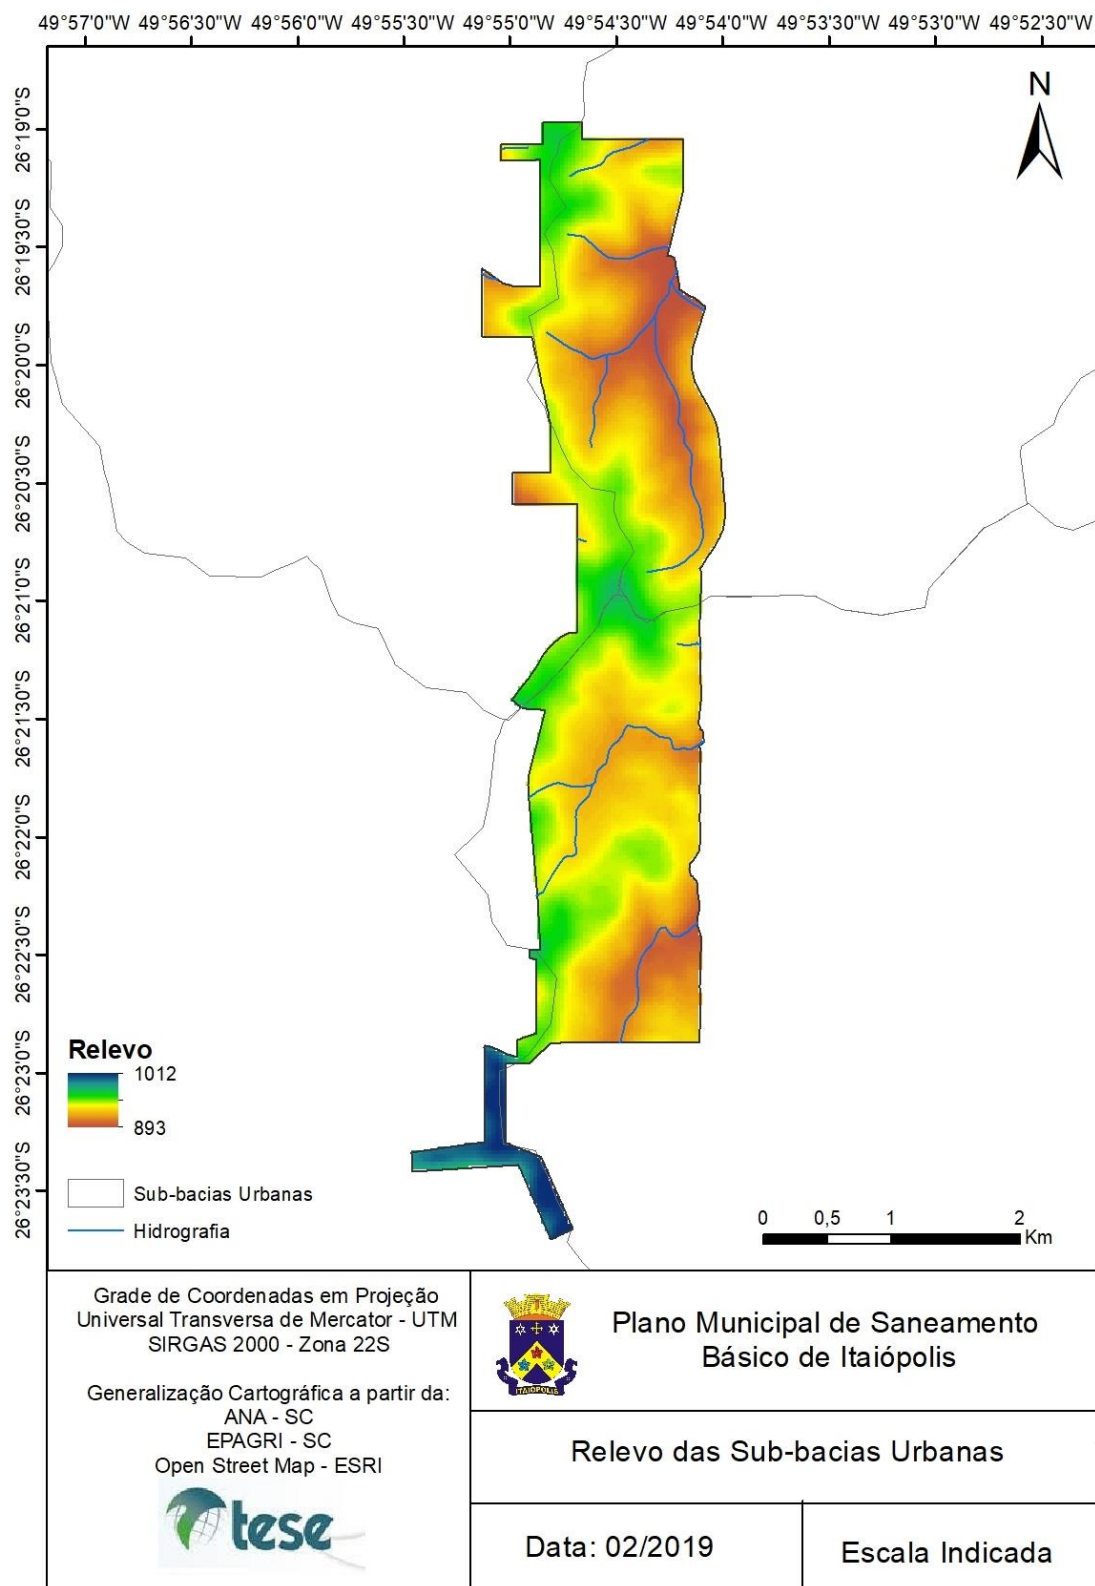 49°57'0"W 49°56'30"W 49°56'0"W 49°55'30"W 49°55'0"W 49°54'30"W 49°54'0"W 49°53'30"W 49°53'0"W 49°52'30"W
N
26°19'0"S
26°19'30"S
26°20'0"S
26°20'30"S
26°21'0"S
26°21'30"S
26°22'0"S
26°22'30"S
26°23'0"S
26°23'30"S
Relevo
1012
893
Sub-bacias Urbanas
Hidrografia
0 0,5 1 2
Km
Grade de Coordenadas em Projeção
Universal Transversa de Mercator - UTM
SIRGAS 2000 - Zona 22S
Generalização Cartográfica a partir da:
ANA - SC
EPAGRI - SC
Open Street Map - ESRI
tese
ITAIÓPOLIS
Plano Municipal de Saneamento
Básico de Itaiópolis
Relevo das Sub-bacias Urbanas
Data: 02/2019
Escala Indicada